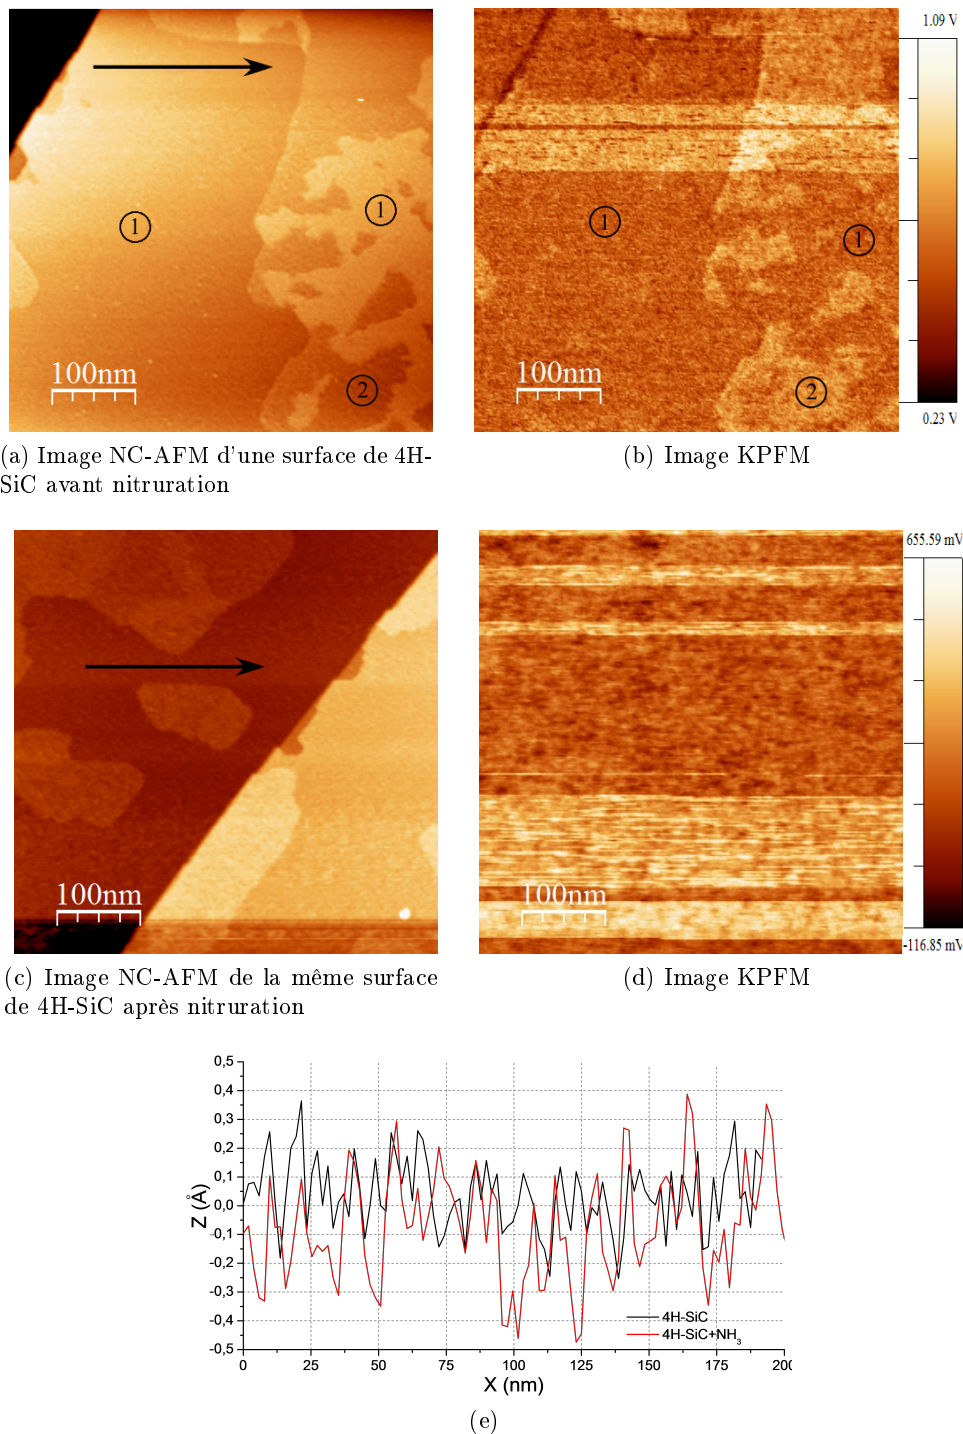 1
1
2
100nm
1
1
2
100nm
1.09 V
0.23 V
(a) Image NC-AFM d'une surface de 4H-
SiC avant nitruration
(b) Image KPFM
100nm
100nm
655.59 mV
-116.85 mV
(c) Image NC-AFM de la même surface
de 4H-SiC après nitruration
(d) Image KPFM
0,5
0,4
0,3
0,2
0,1
0,0
-0,1
-0,2
-0,3
-0,4
-0,5
Z (Å)
4H-SiC
4H-SiC+NH₃
0 25 50 75 100 125 150 175 200
X (nm)
(e)